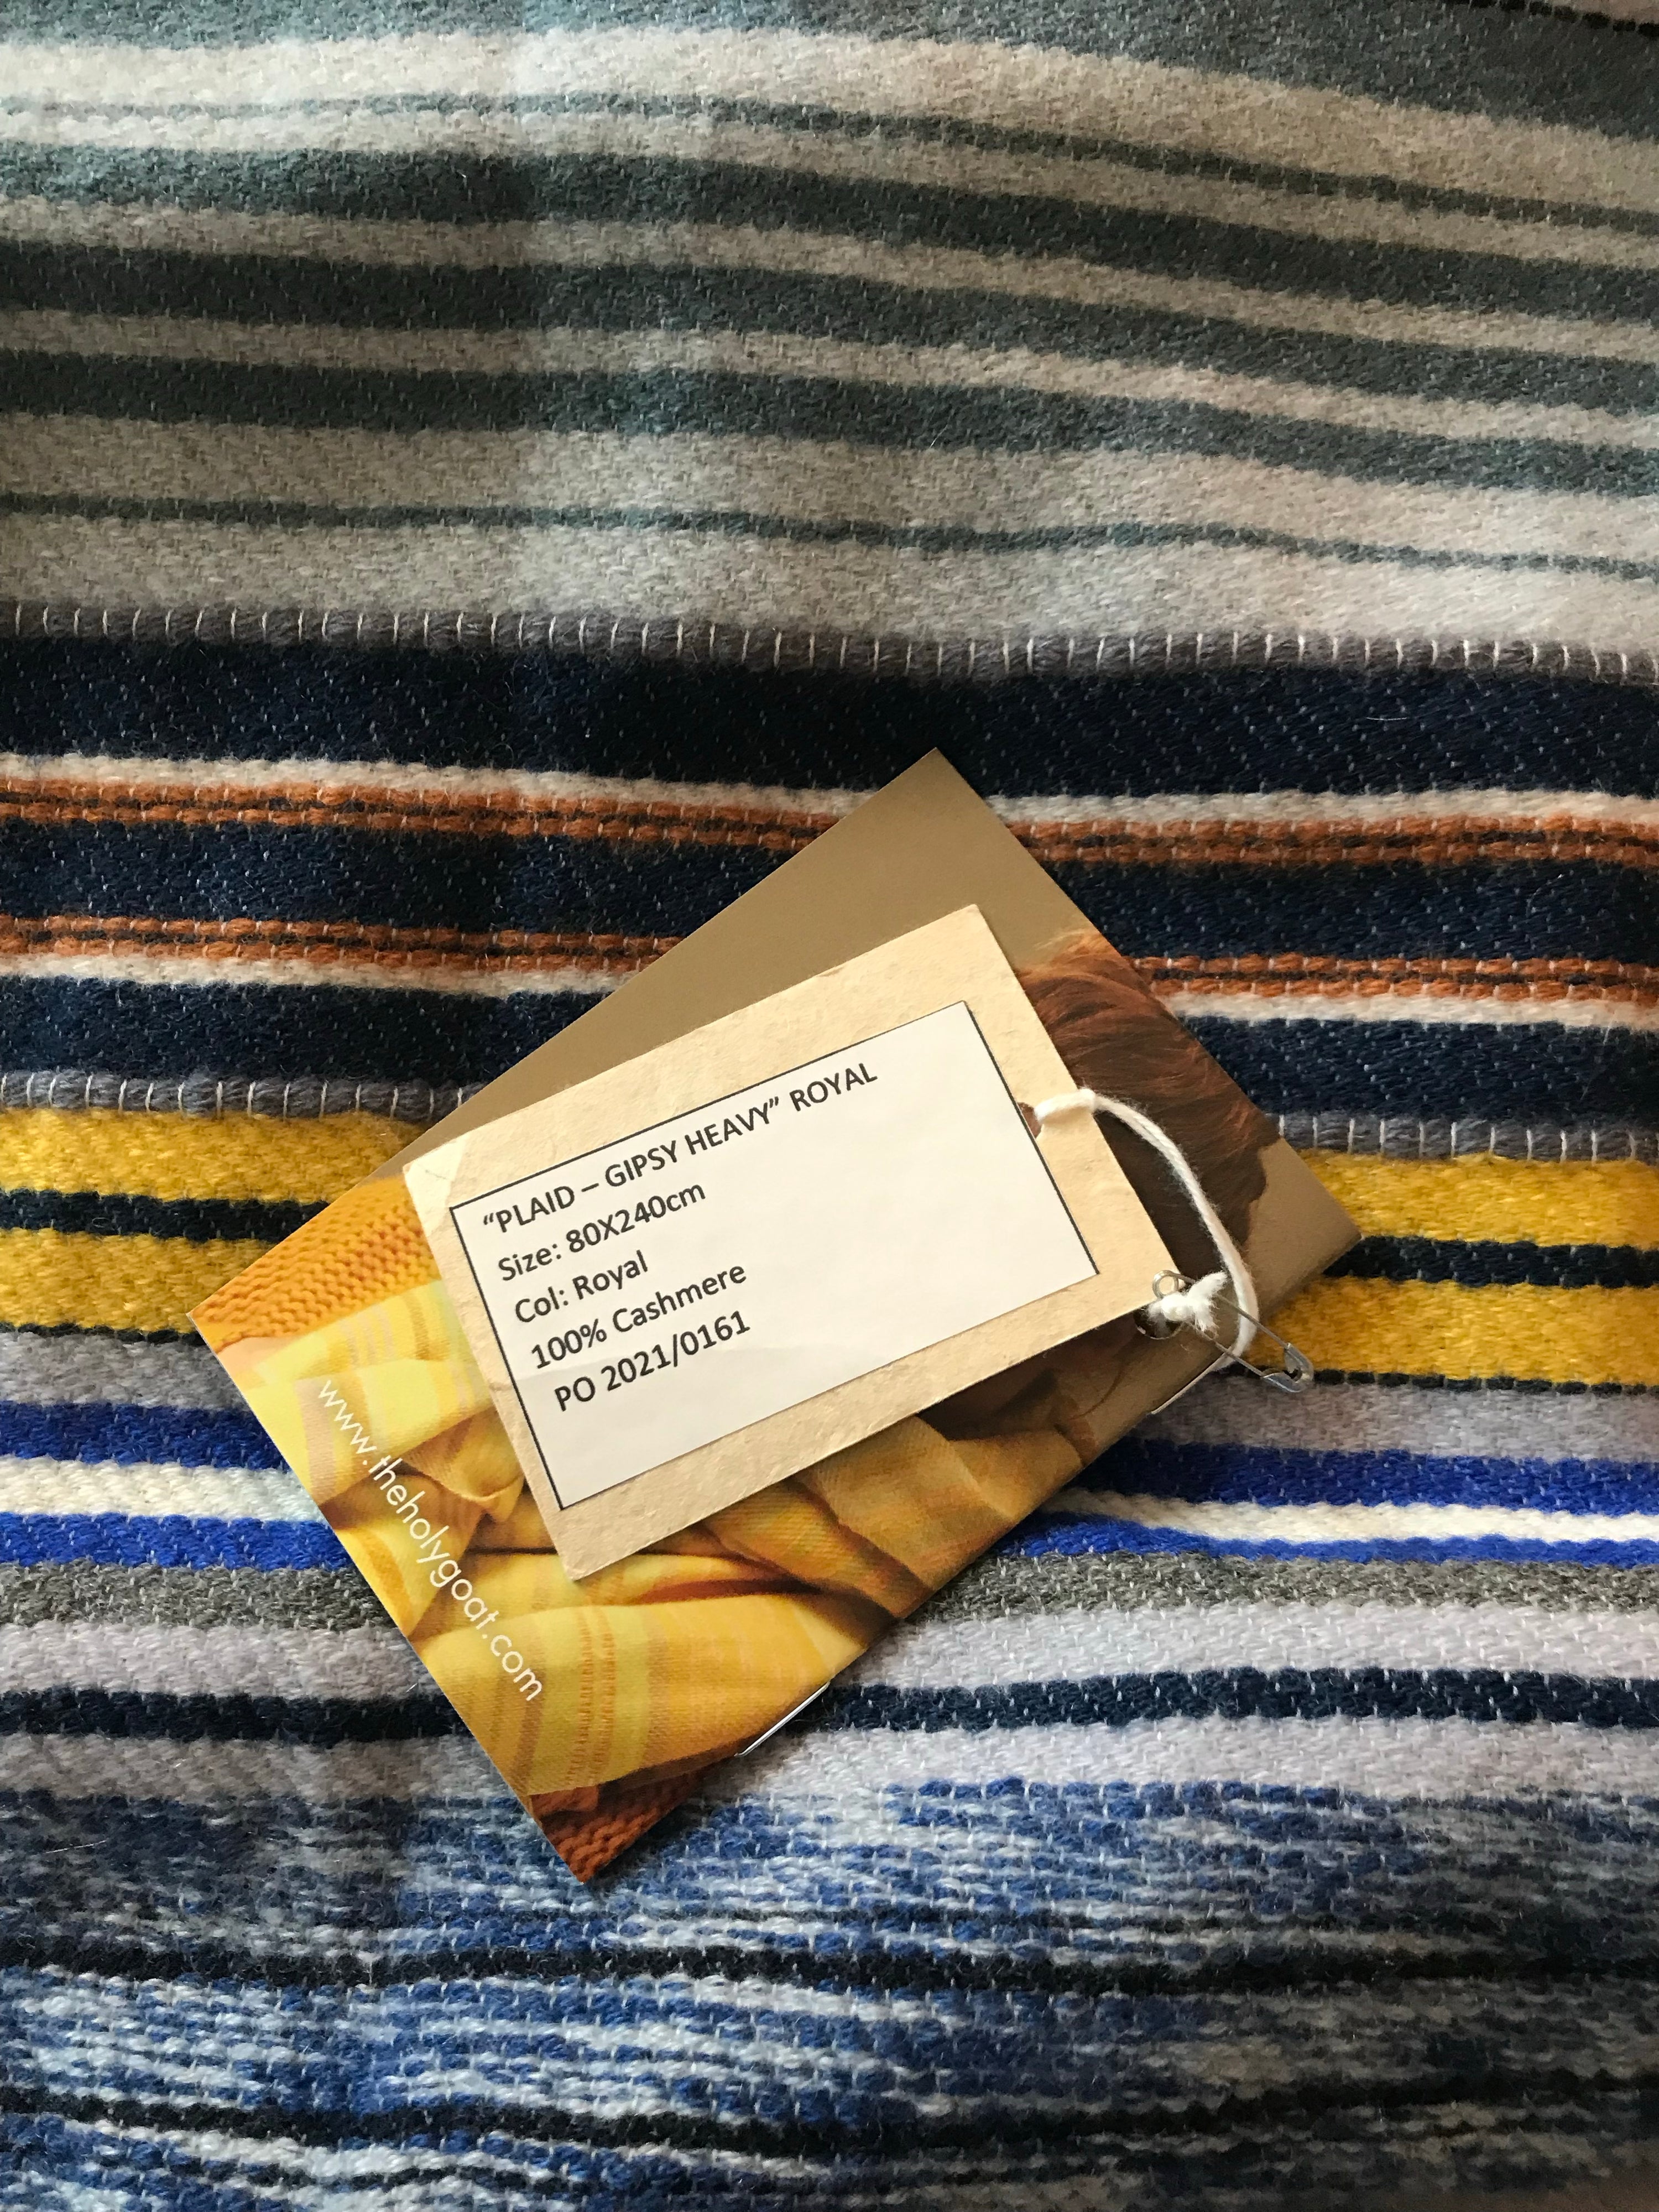 “PLAID – GIPSY HEAVY” ROYAL
Size: 80X240cm
Col: Royal
100% Cashmere
PO 2021/0161
www.theholygoat.com